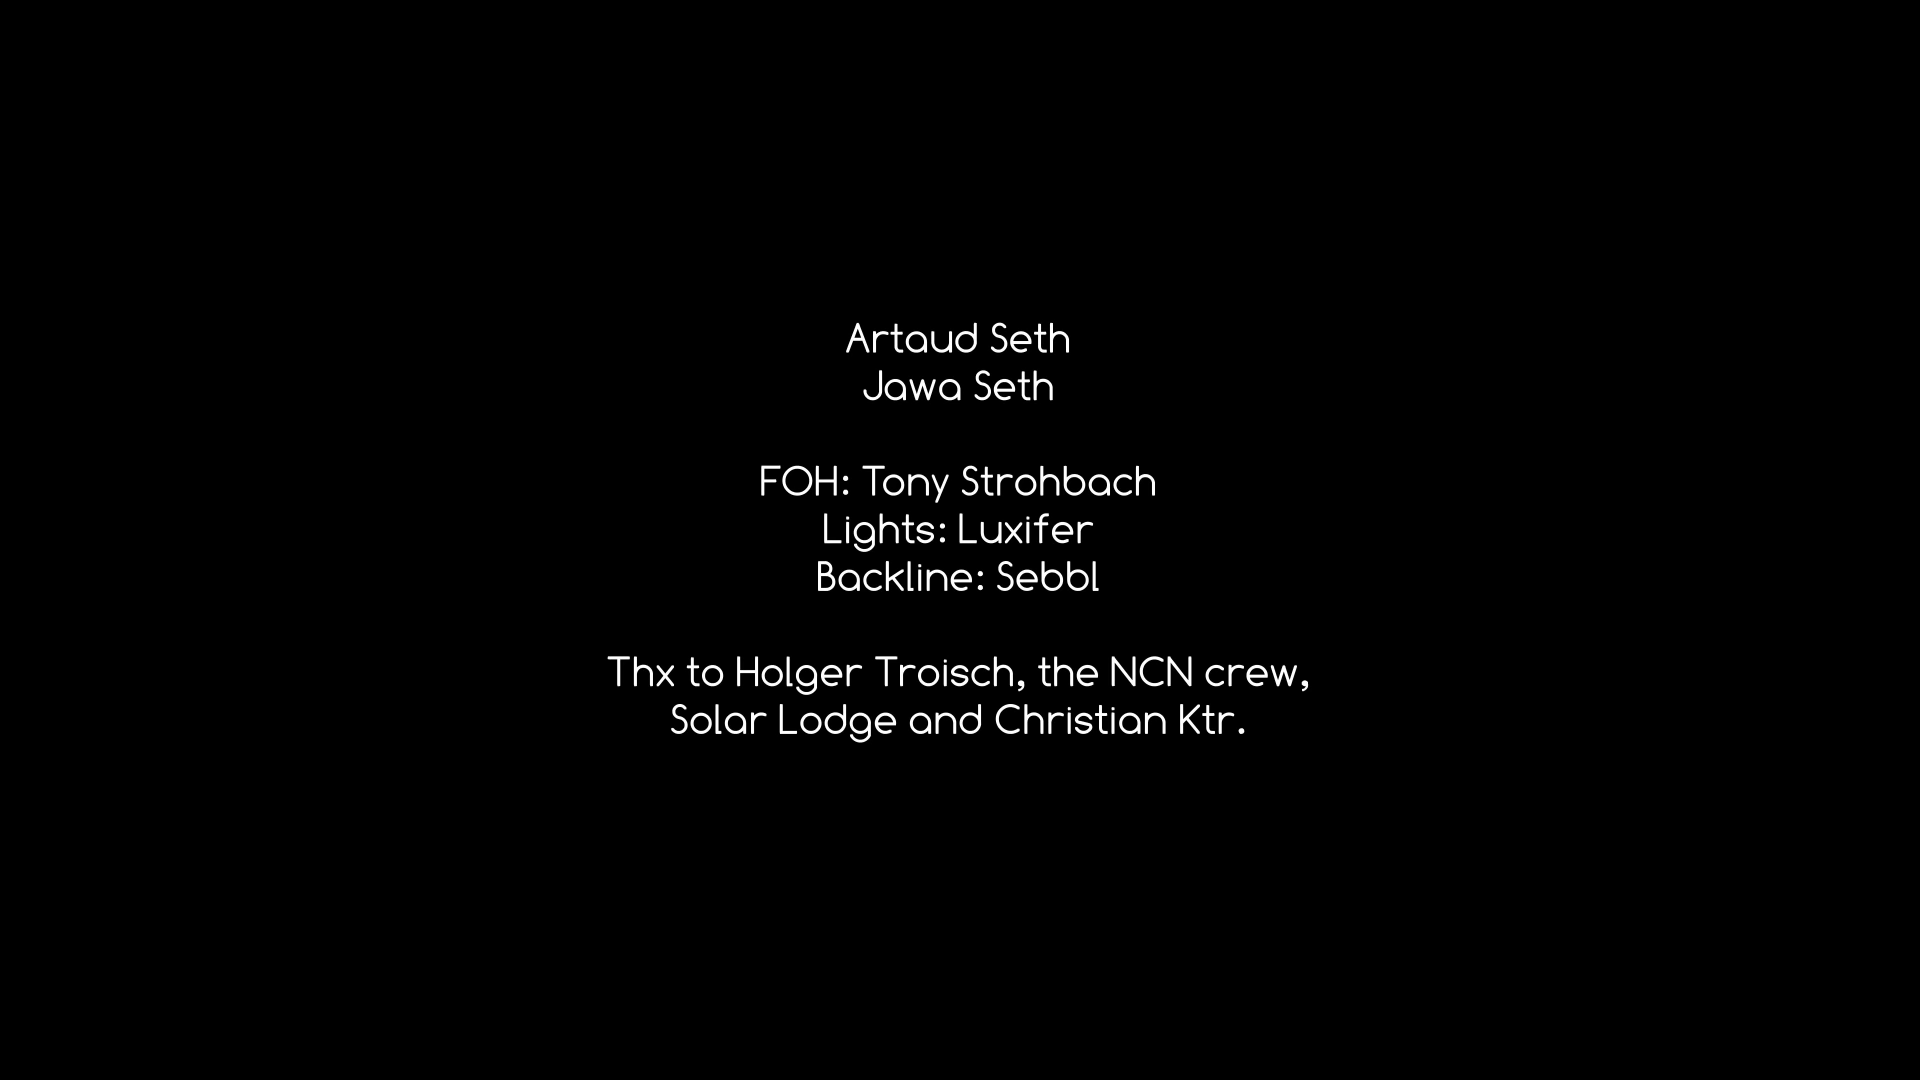 Artaud Seth
Jawa Seth
FOH: Tony Strohbach
Lights: Luxifer
Backline: Sebbl
Thx to Holger Troisch, the NCN crew,
Solar Lodge and Christian Ktr.